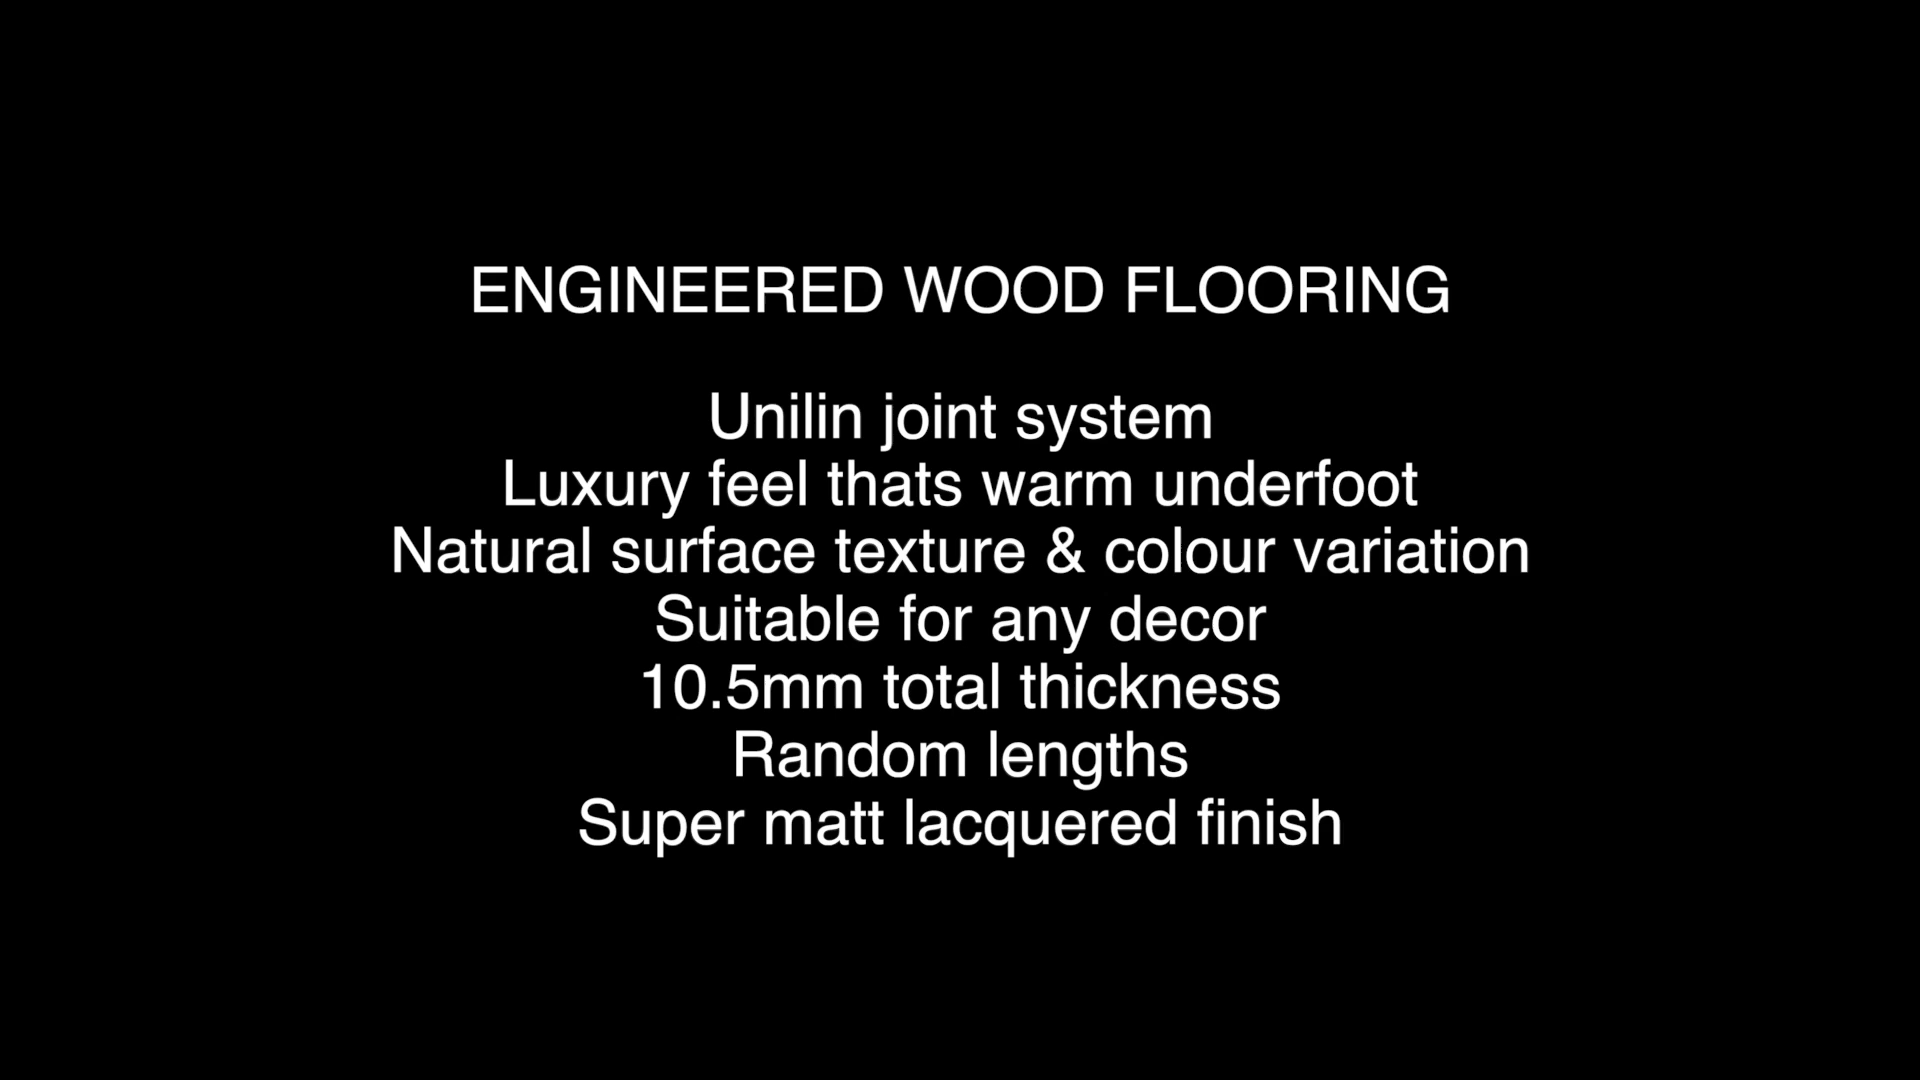 ENGINEERED WOOD FLOORING
Unilin joint system
Luxury feel thats warm underfoot
Natural surface texture & colour variation
Suitable for any decor
10.5mm total thickness
Random lengths
Super matt lacquered finish